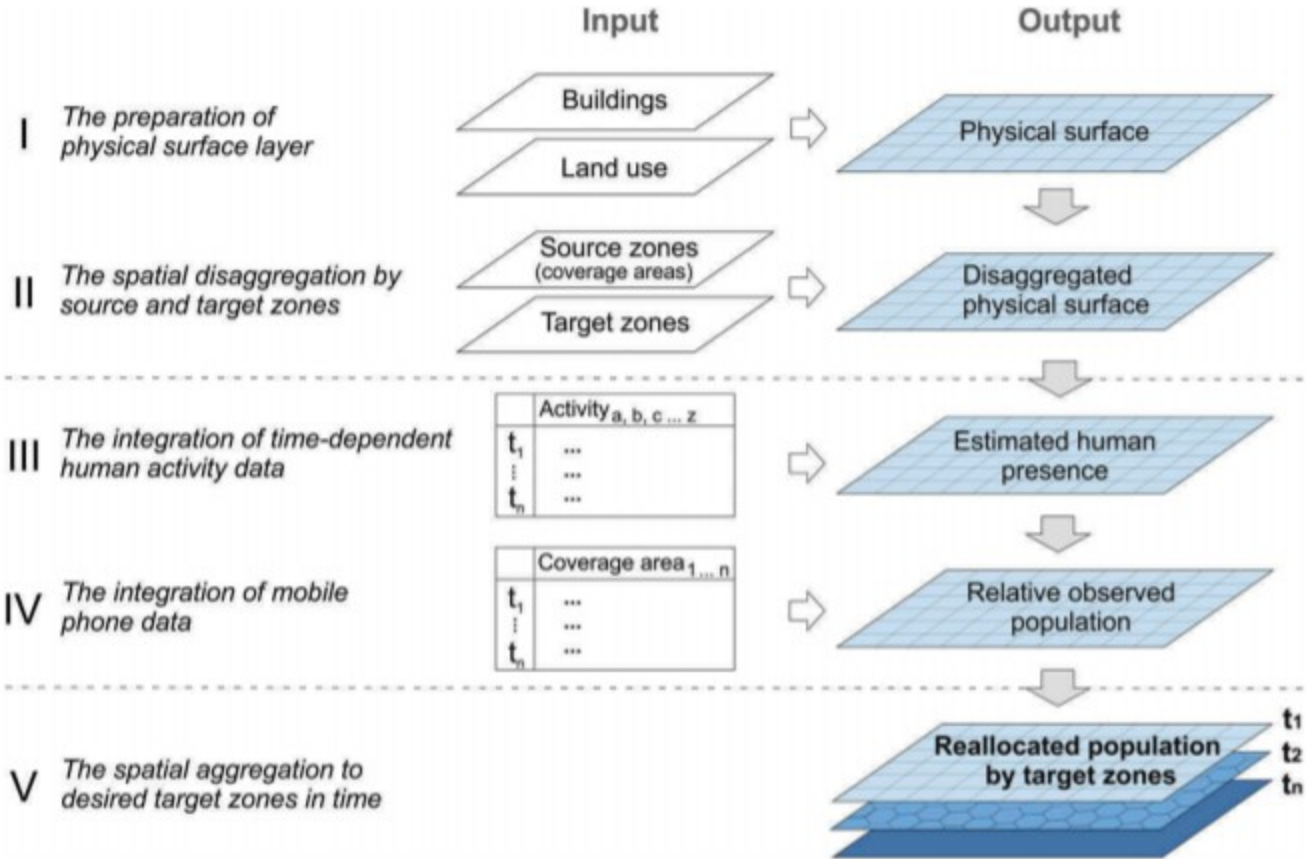 Input
Output
I
The preparation of
physical surface layer
Buildings
Land use
Physical surface
II
The spatial disaggregation by
source and target zones
Source zones
(coverage areas)
Target zones
Disaggregated
physical surface
III
The integration of time-dependent
human activity data
Activity a, b, c ... z
t1 ...
⋮ ...
tn ...
Estimated human
presence
IV
The integration of mobile
phone data
Coverage area 1 ... n
t1 ...
⋮ ...
tn ...
Relative observed
population
V
The spatial aggregation to
desired target zones in time
Reallocated population
by target zones
t1
t2
tn